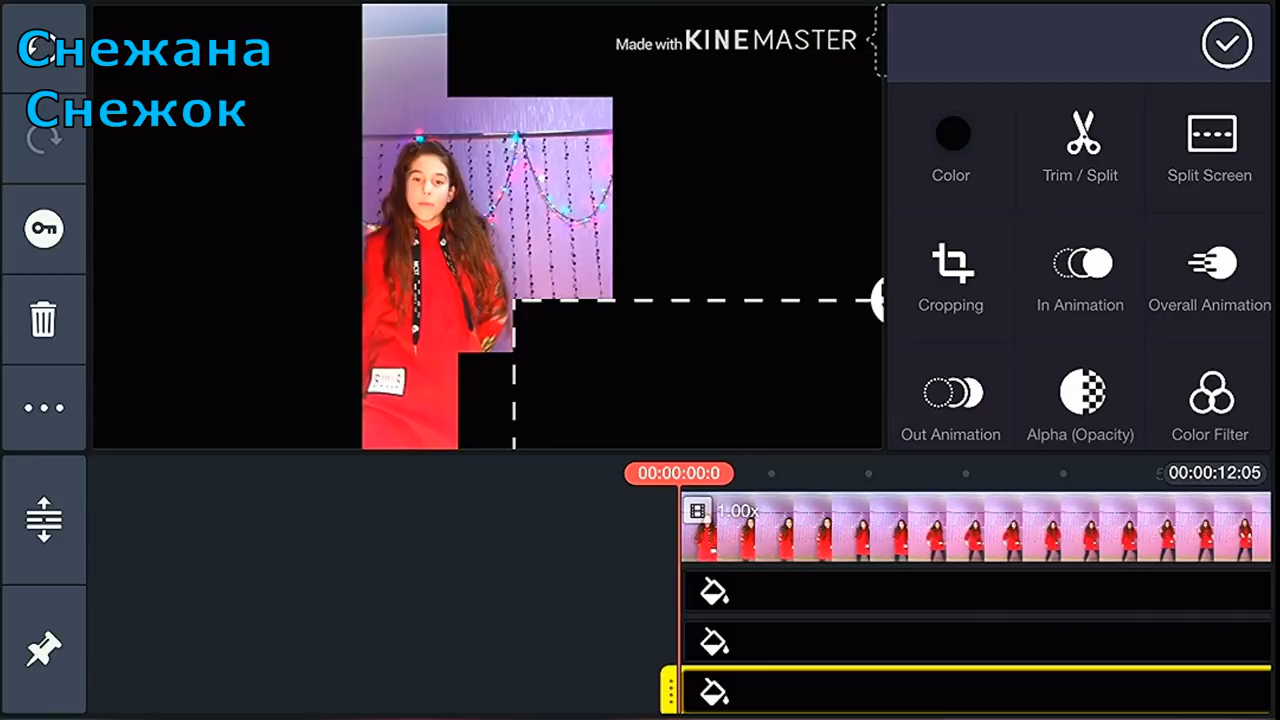 Снежана
Снежок
Made with KINEMASTER
Color
Trim / Split
Split Screen
Cropping
In Animation
Overall Animation
Out Animation
Alpha (Opacity)
Color Filter
00:00:00:0
00:00:12:05
1.00x